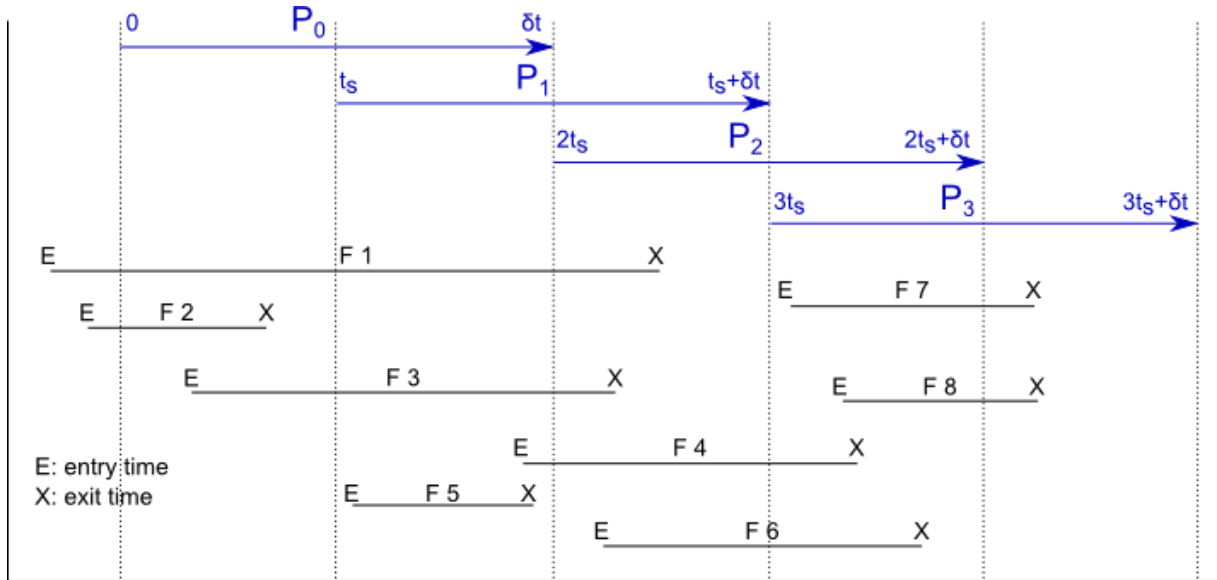 0 P0 δt
ts P1 ts+δt
2ts P2 2ts+δt
3ts P3 3ts+δt
E F 1 X
E F 7 X
E F 2 X
E F 3 X
E F 8 X
E F 4 X
E: entry time
X: exit time
E F 5 X
E F 6 X